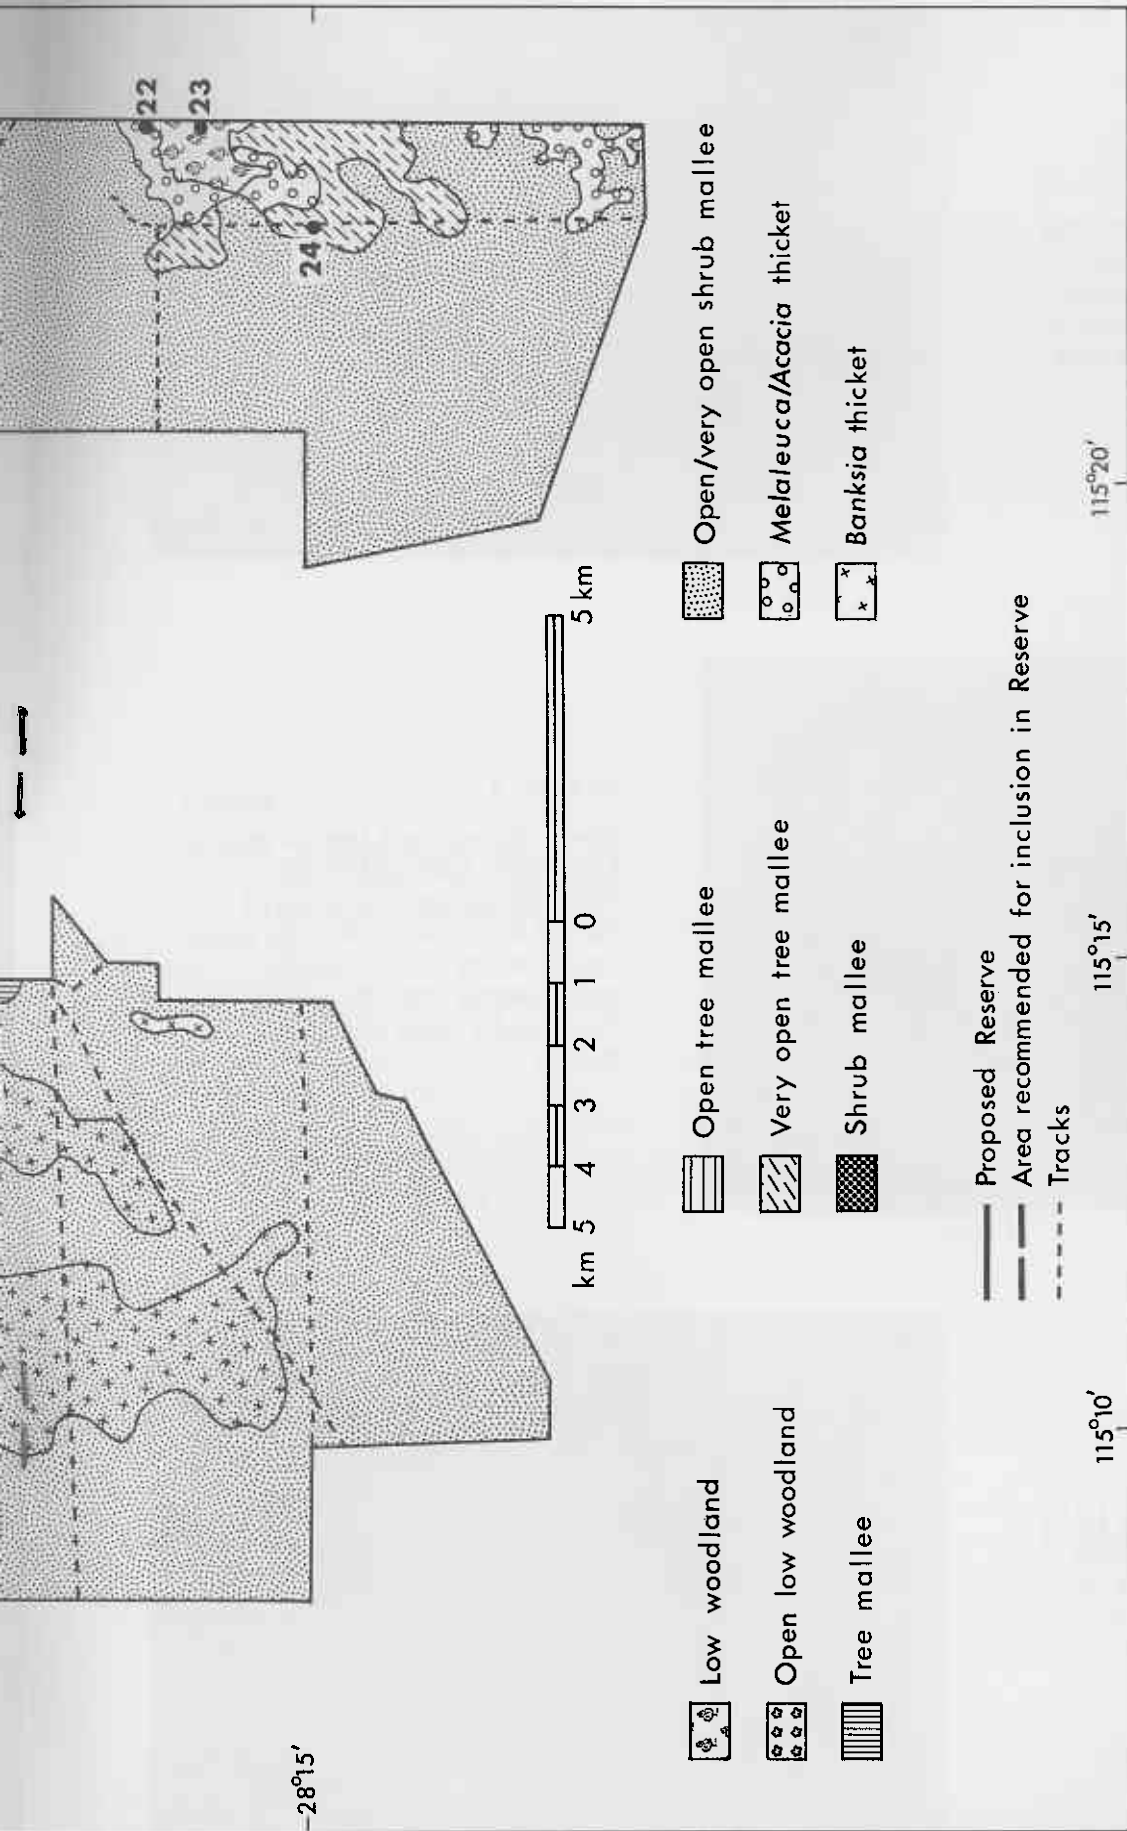 22
23
24
28°15'
km 5 4 3 2 1 0 5 km
Low woodland
Open low woodland
Tree mallee
Open tree mallee
Very open tree mallee
Shrub mallee
Open/very open shrub mallee
Melaleuca/Acacia thicket
Banksia thicket
Proposed Reserve
Area recommended for inclusion in Reserve
Tracks
115°10' 115°15' 115°20'